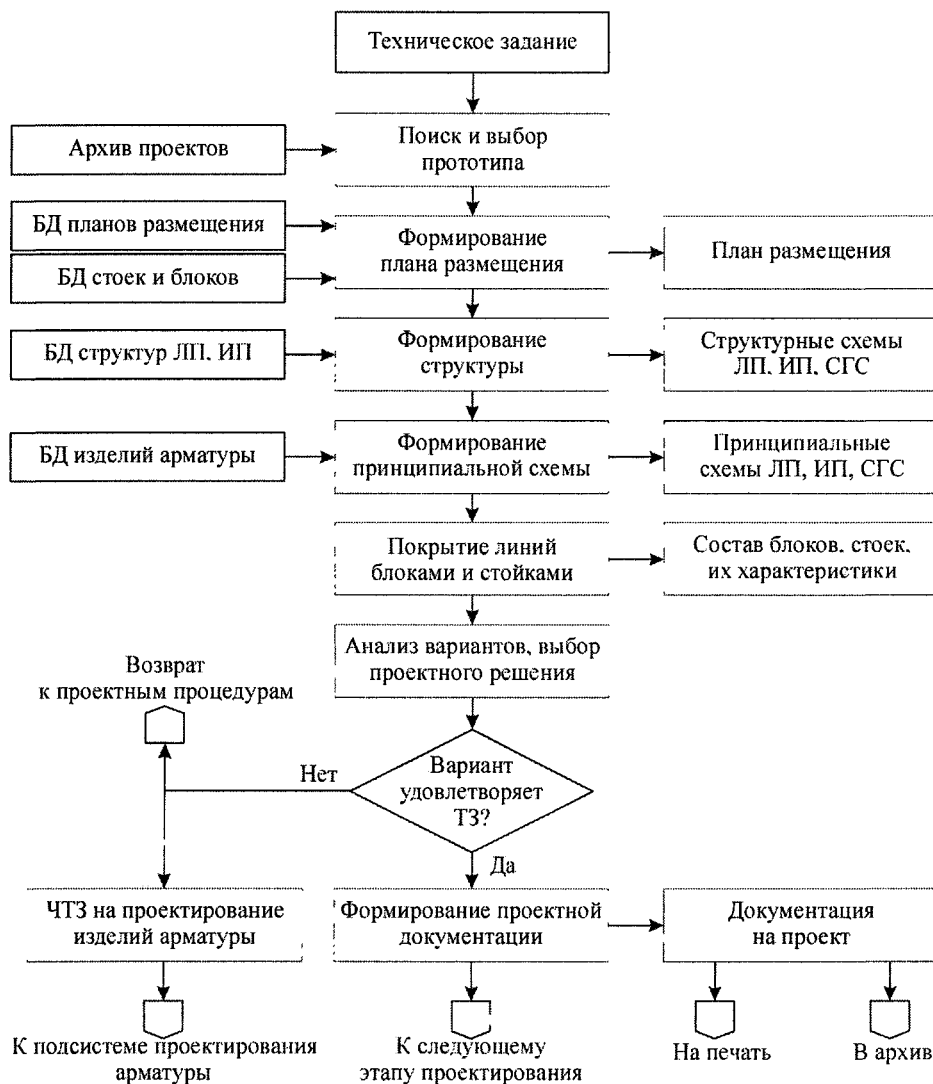 Техническое задание
Архив проектов
Поиск и выбор
прототипа
БД планов размещения
БД стоек и блоков
Формирование
плана размещения
План размещения
БД структур ЛП. ИП
Формирование
структуры
Структурные схемы
ЛП. ИП. СГС
БД изделий арматуры
Формирование
принципиальной схемы
Принципиальные
схемы ЛП, ИП, СГС
Покрытие линий
блоками и стойками
Состав блоков. стоек.
их характеристики
Анализ вариантов, выбор
проектного решения
Возврат
к проектным процедурам
Нет
Вариант
удовлетворяет
ТЗ?
Да
ЧТЗ на проектирование
изделий арматуры
Формирование проектной
документации
Документация
на проект
К подсистеме проектирования
арматуры
К следующему
этапу проектирования
На печать
В архив